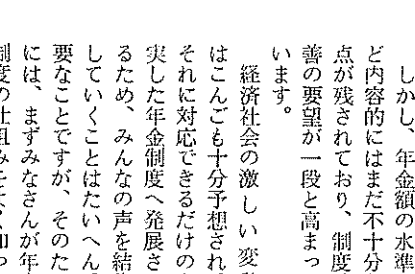 しかし、年金額の水準
ど内容的にはまだ不十分
点が残されており、制度
善の要望が一段と高まっ
います。
経済社会の激しい変
はこんごも十分予想され
それに対応できるだけの
実した年金制度へ発展さ
るため、みんなの声を結
していくことはたいへん
要なことですが、そのた
には、まずみなさんが年
制度の仕組みをよく知っ